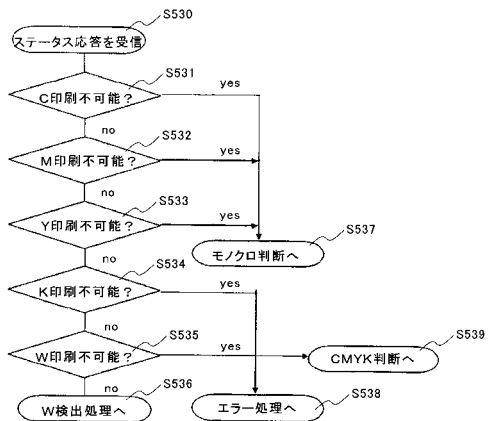 S530
ステータス応答を受信
S531
C印刷不可能?
yes
no
S532
M印刷不可能?
yes
no
S533
Y印刷不可能?
yes
S537
モノクロ判断へ
no
S534
K印刷不可能?
yes
no
S535
W印刷不可能?
yes
S539
CMYK判断へ
no
S536
W検出処理へ
S538
エラー処理へ